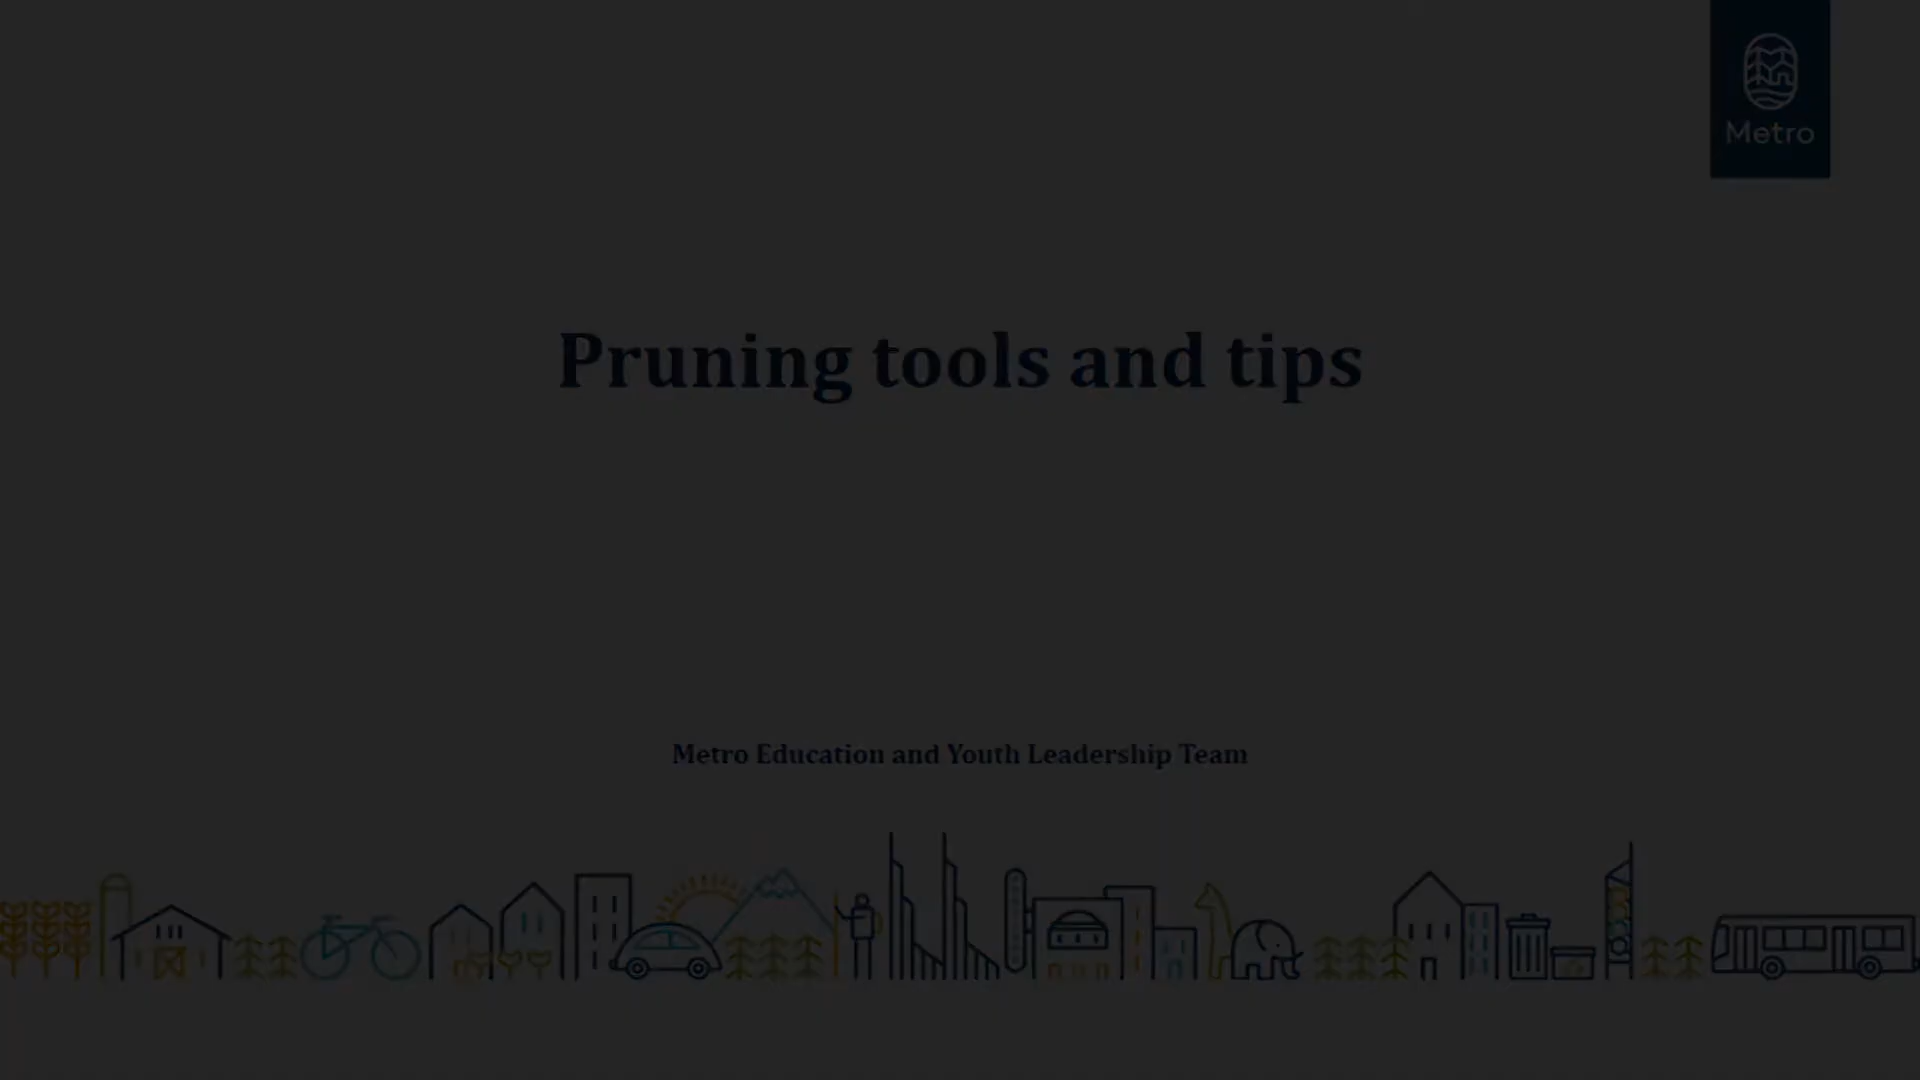 Metro
Pruning tools and tips
Metro Education and Youth Leadership Team